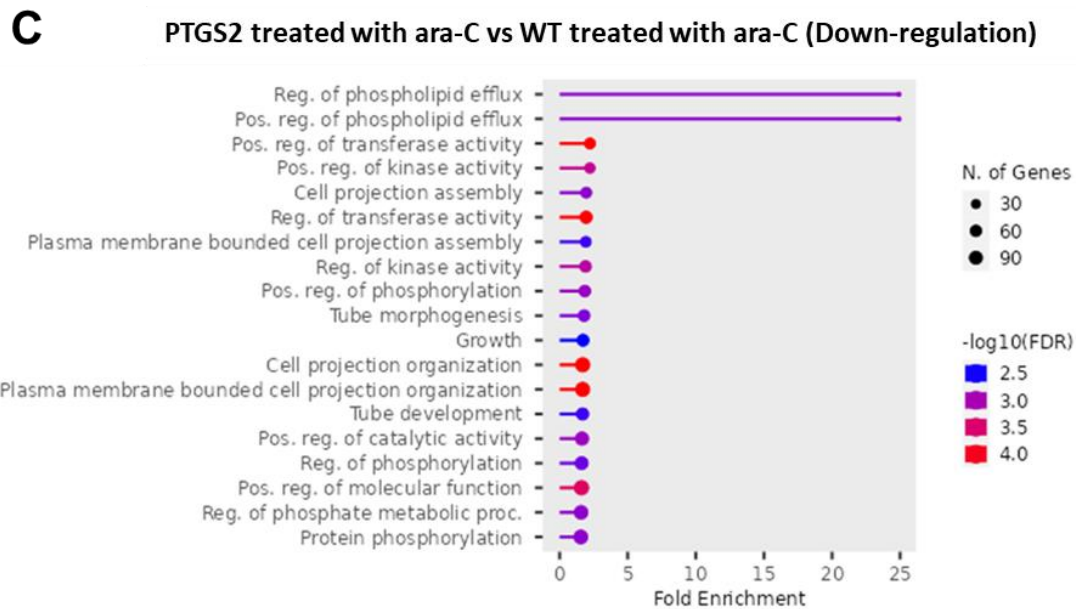 C
PTGS2 treated with ara-C vs WT treated with ara-C (Down-regulation)
Reg. of phospholipid efflux
Pos. reg. of phospholipid efflux
Pos. reg. of transferase activity
Pos. reg. of kinase activity
Cell projection assembly
Reg. of transferase activity
Plasma membrane bounded cell projection assembly
Reg. of kinase activity
Pos. reg. of phosphorylation
Tube morphogenesis
Growth
Cell projection organization
Plasma membrane bounded cell projection organization
Tube development
Pos. reg. of catalytic activity
Reg. of phosphorylation
Pos. reg. of molecular function
Reg. of phosphate metabolic proc.
Protein phosphorylation
0 5 10 15 20 25
Fold Enrichment
N. of Genes
30
60
90
-log10(FDR)
2.5
3.0
3.5
4.0